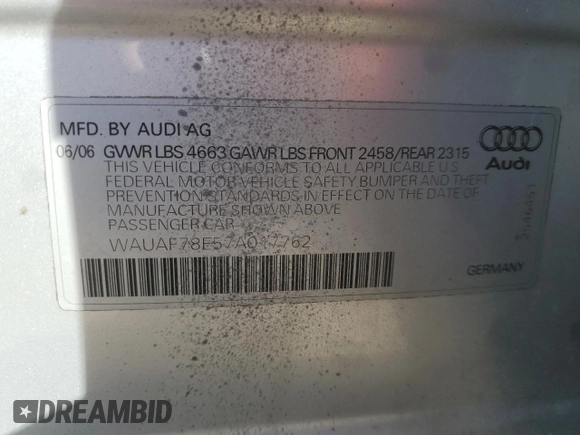 MFD. BY AUDI AG
06/06 GVWR LBS 4663 GAWR LBS FRONT 2458/REAR 2315
THIS VEHICLE CONFORMS TO ALL APPLICABLE U.S
FEDERAL MOTOR VEHICLE SAFETY BUMPER AND THEFT
PREVENTION STANDARDS IN EFFECT ON THE DATE OF
MANUFACTURE SHOWN ABOVE
PASSENGER CAR
WAUAF78E57A017762
Audi
GERMANY
DREAMBID